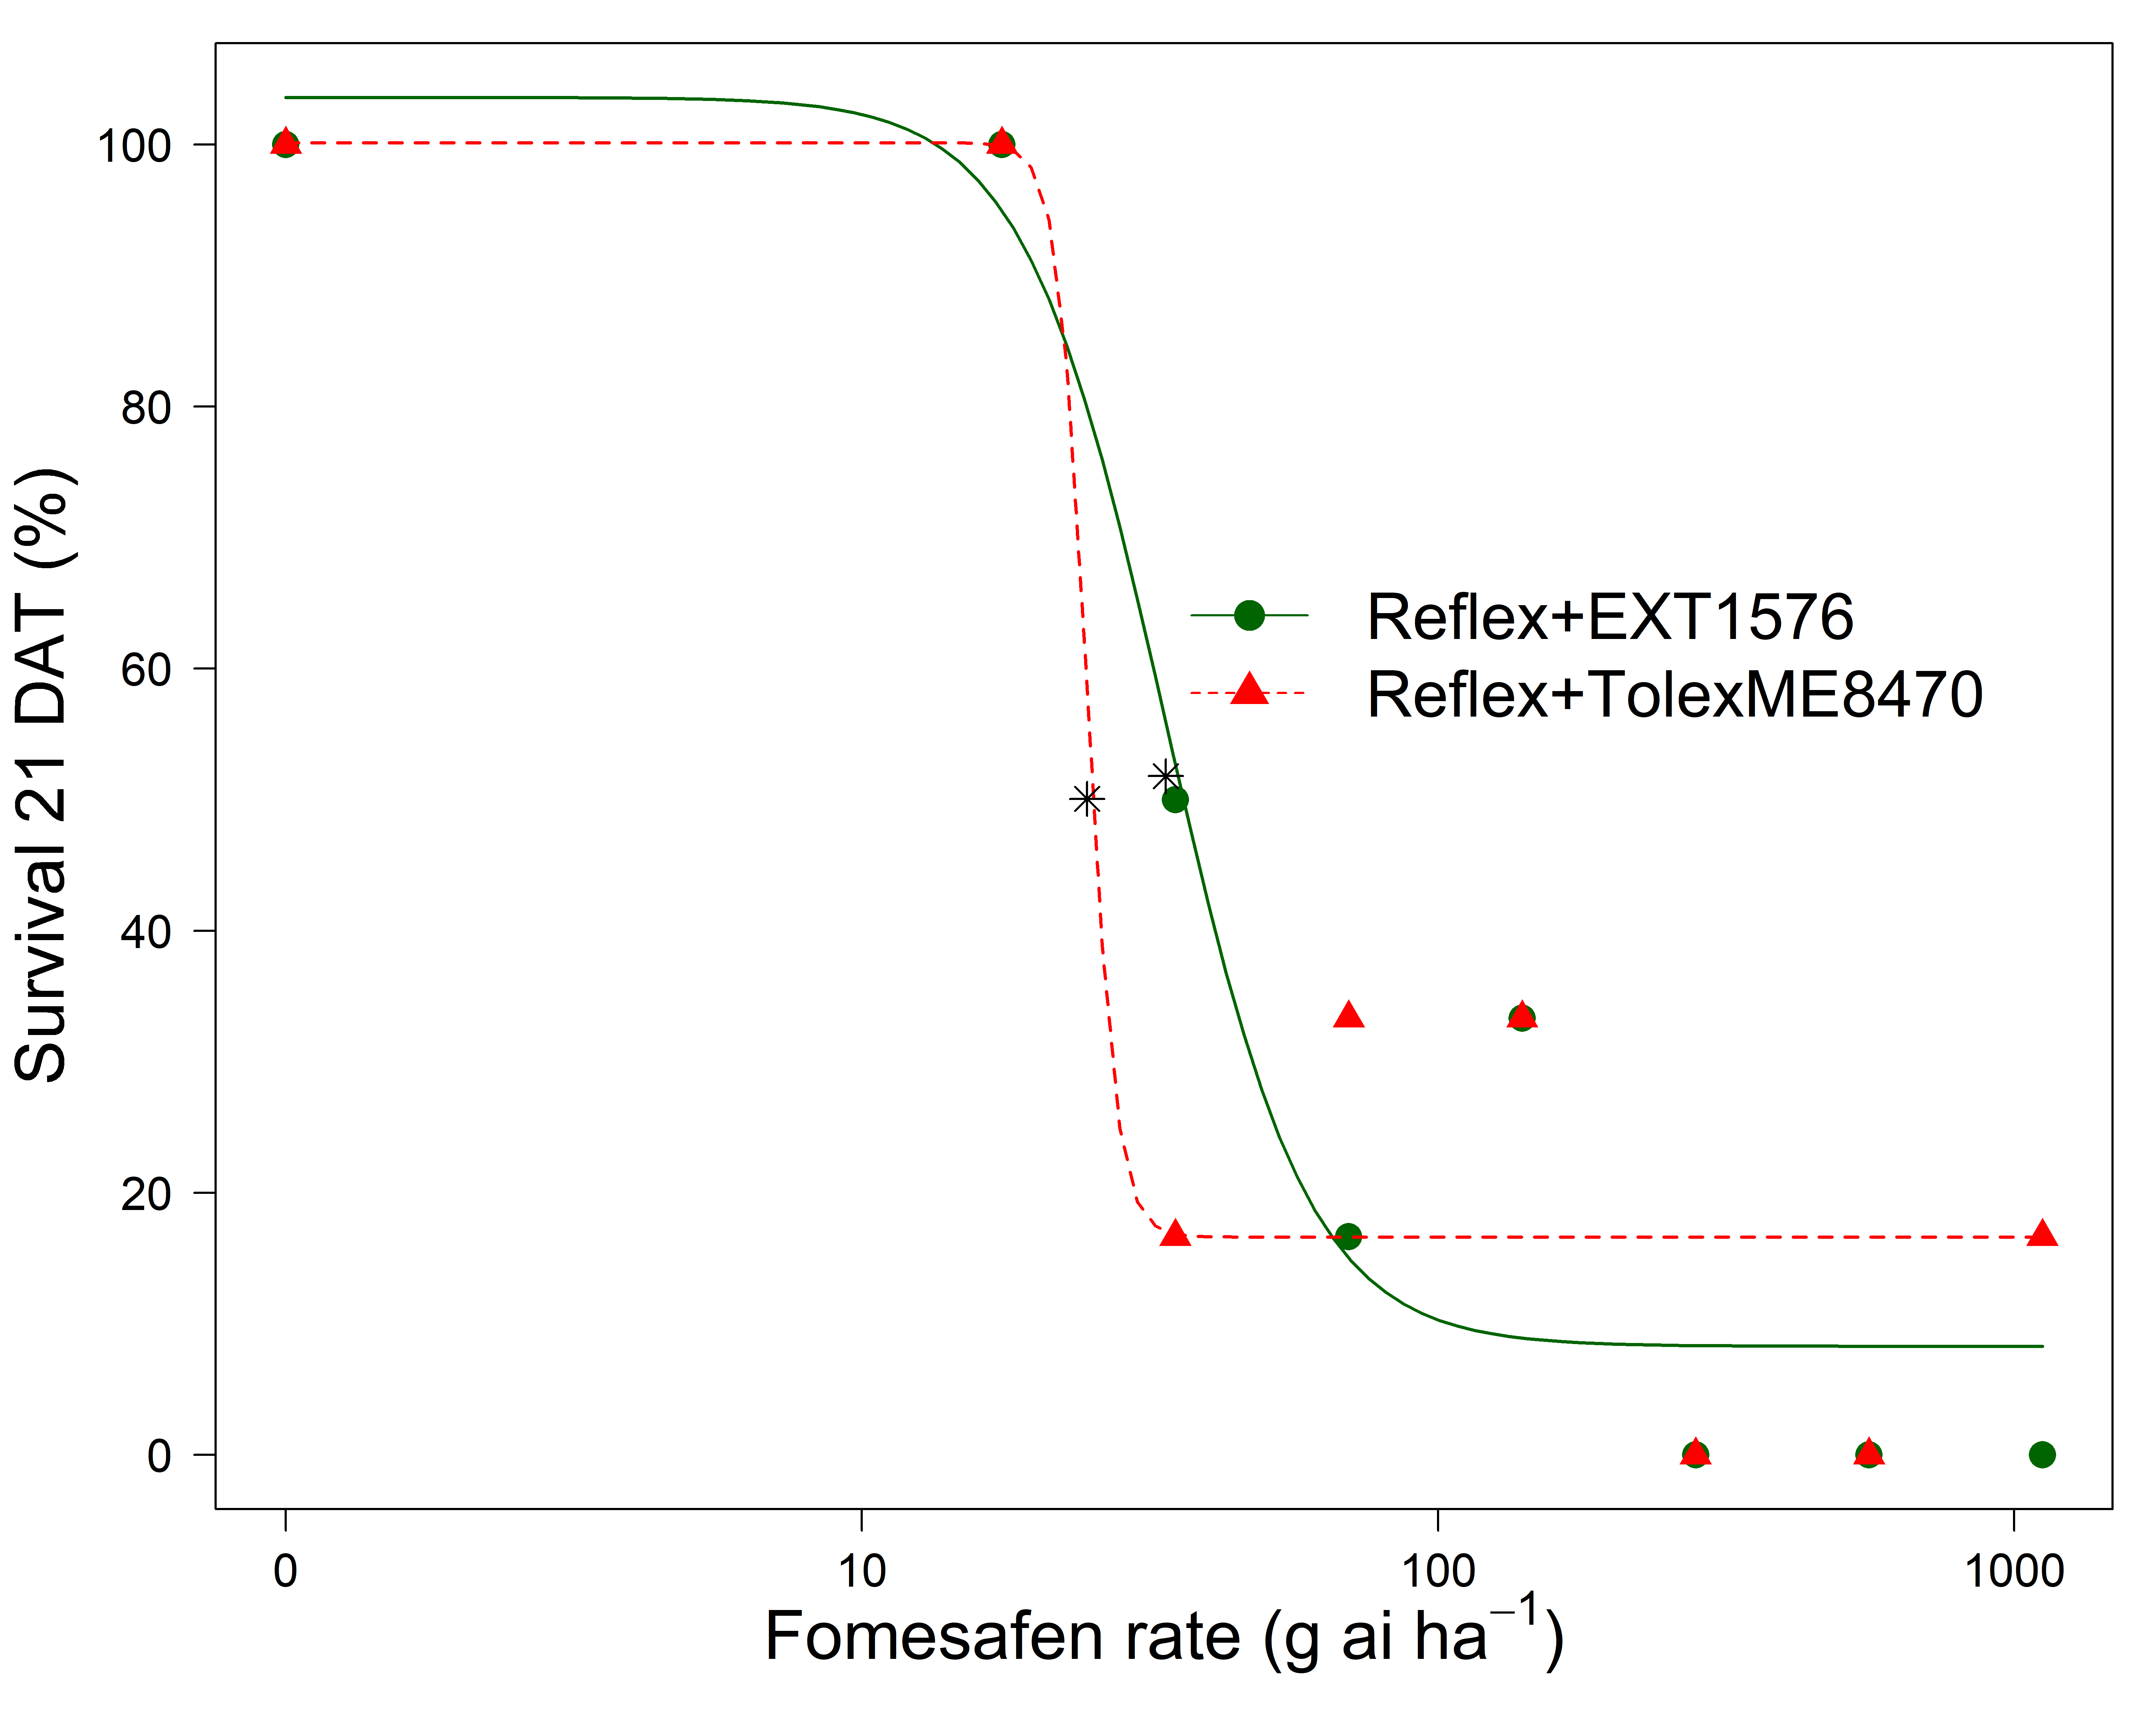 Survival 21 DAT (%)
100
80
60
40
20
0
Reflex+EXT1576
Reflex+TolexME8470
0 10 100 1000
Fomesafen rate (g ai ha⁻¹)